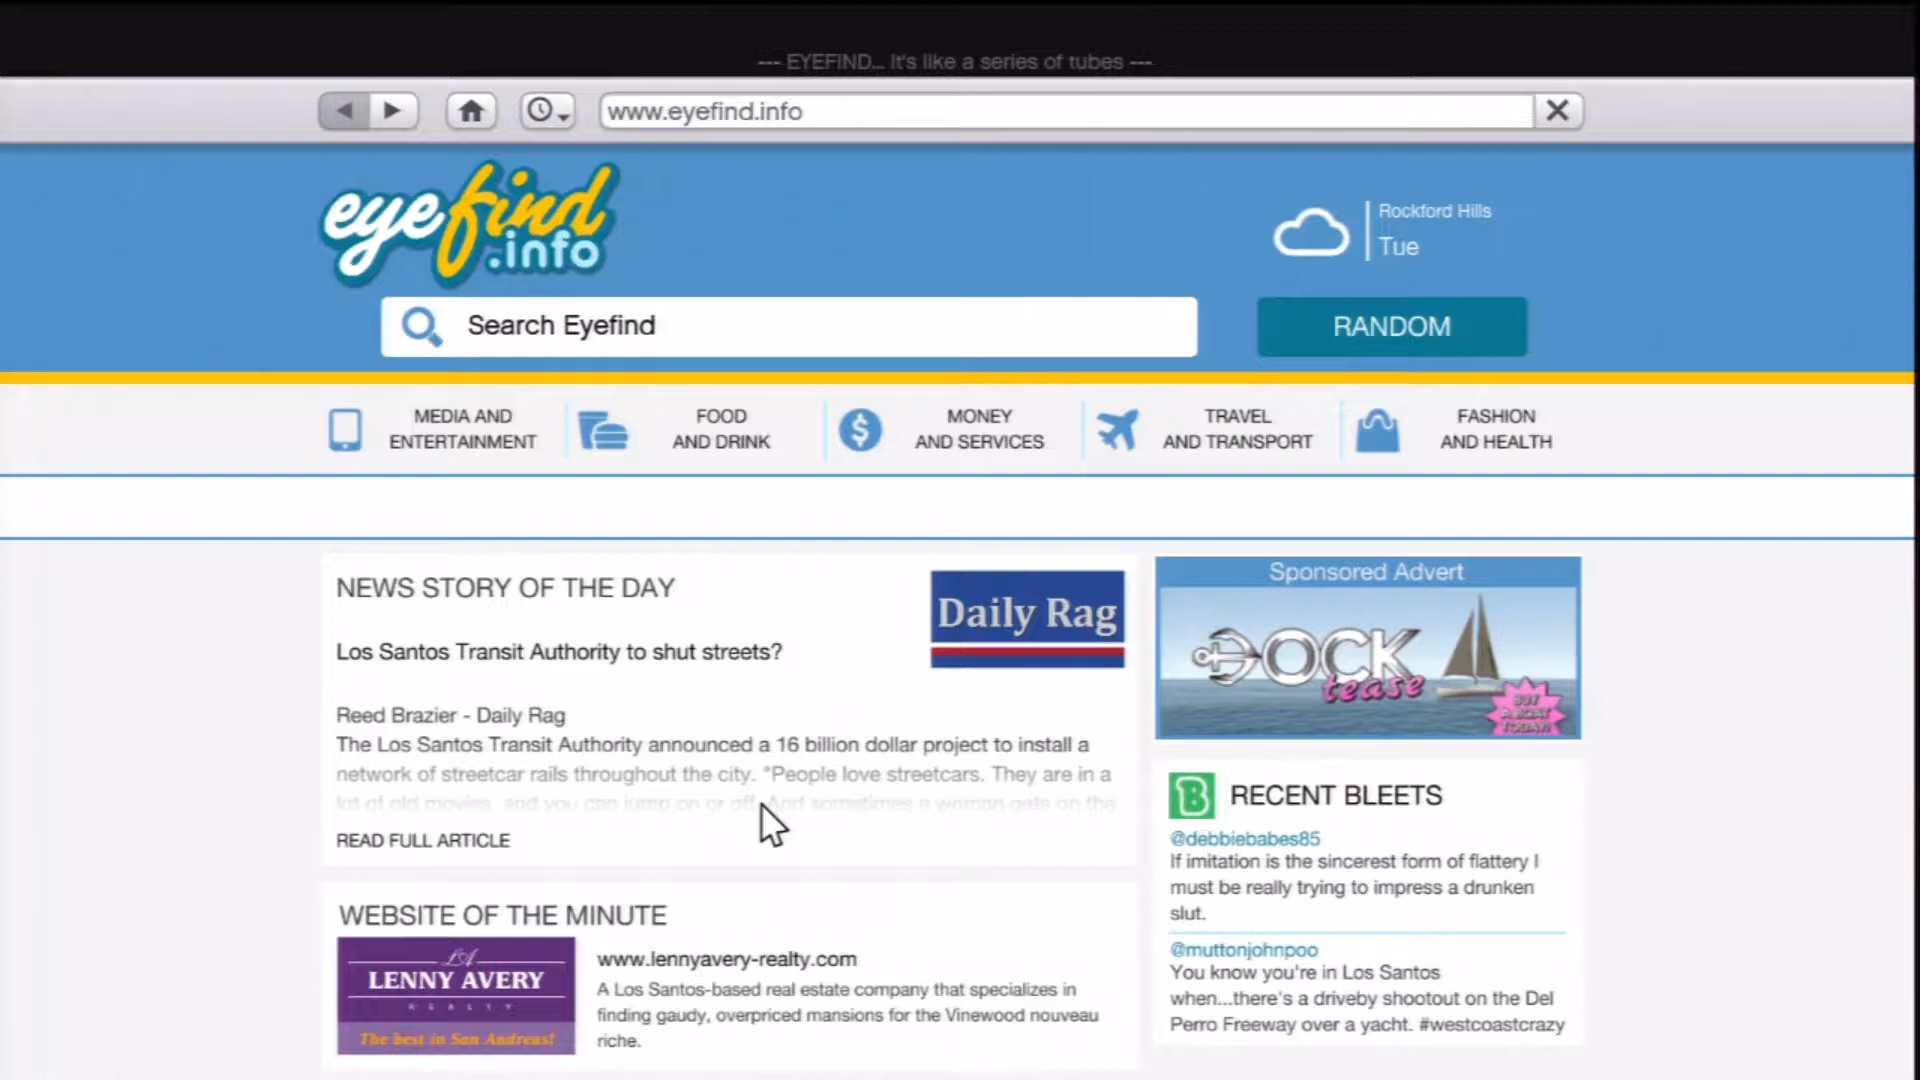 --- EYEFIND... It's like a series of tubes ---
www.eyefind.info
eyefind
.info
Rockford Hills
Tue
Search Eyefind
RANDOM
MEDIA AND
ENTERTAINMENT
FOOD
AND DRINK
MONEY
AND SERVICES
TRAVEL
AND TRANSPORT
FASHION
AND HEALTH
NEWS STORY OF THE DAY
Daily Rag
Los Santos Transit Authority to shut streets?
Reed Brazier - Daily Rag
The Los Santos Transit Authority announced a 16 billion dollar project to install a
network of streetcar rails throughout the city. "People love streetcars. They are in a
lot of old movies, and you can jump on or off. And sometimes a woman gets on the
READ FULL ARTICLE
WEBSITE OF THE MINUTE
LA
LENNY AVERY
REALTY
The best in San Andreas!
www.lennyavery-realty.com
A Los Santos-based real estate company that specializes in
finding gaudy, overpriced mansions for the Vinewood nouveau
riche.
Sponsored Advert
DOCK
tease
BUY
A BOAT
TODAY!
B
RECENT BLEETS
@debbiebabes85
If imitation is the sincerest form of flattery I
must be really trying to impress a drunken
slut.
@muttonjohnpoo
You know you're in Los Santos
when...there's a driveby shootout on the Del
Perro Freeway over a yacht. #westcoastcrazy